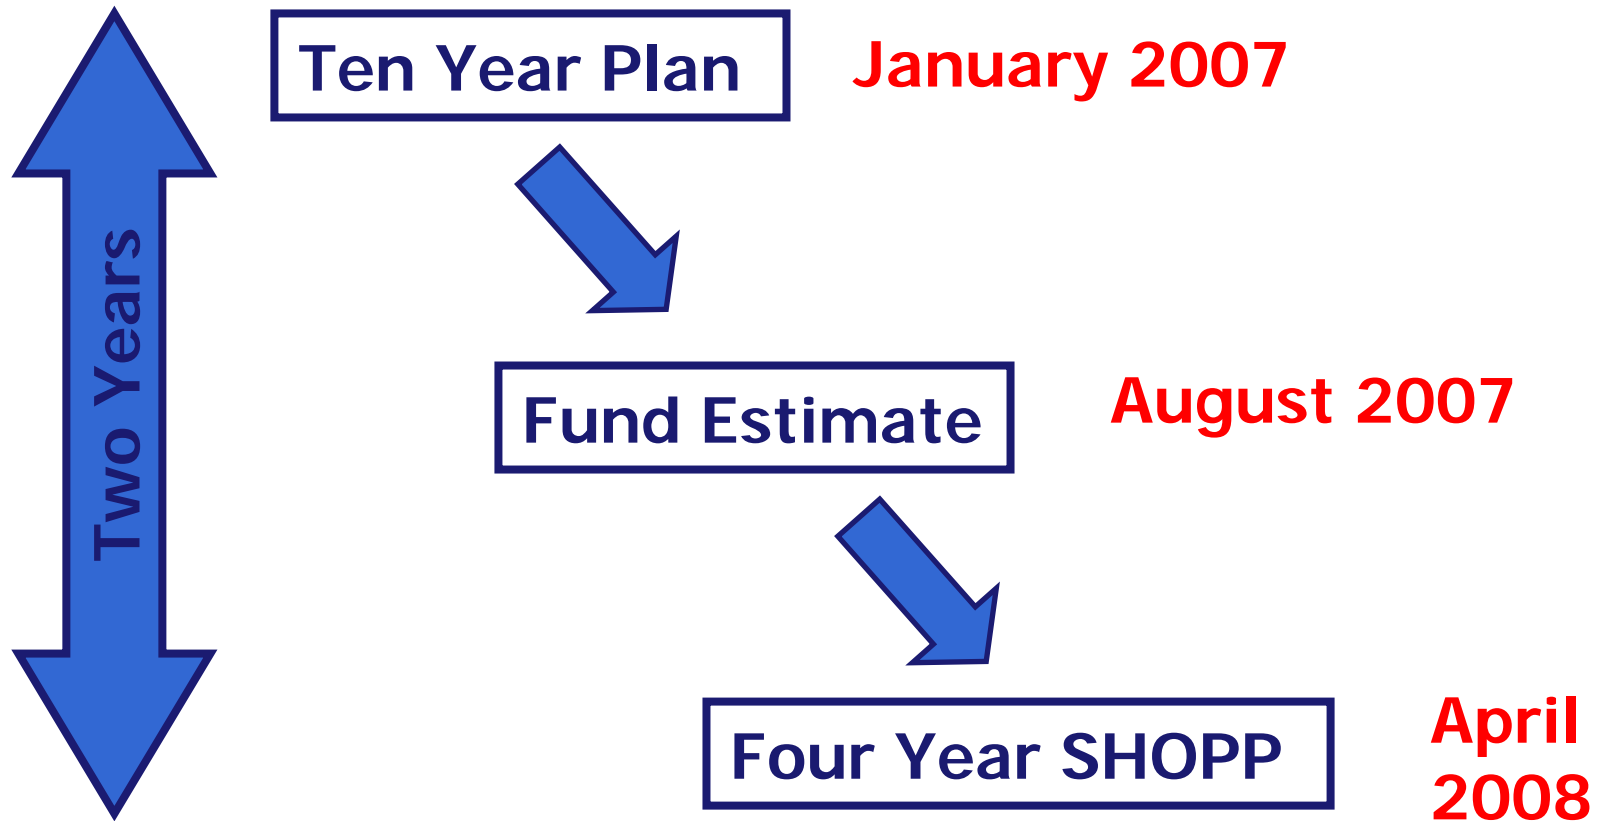 Ten Year Plan
January 2007
Two Years
Fund Estimate
August 2007
Four Year SHOPP
April
2008